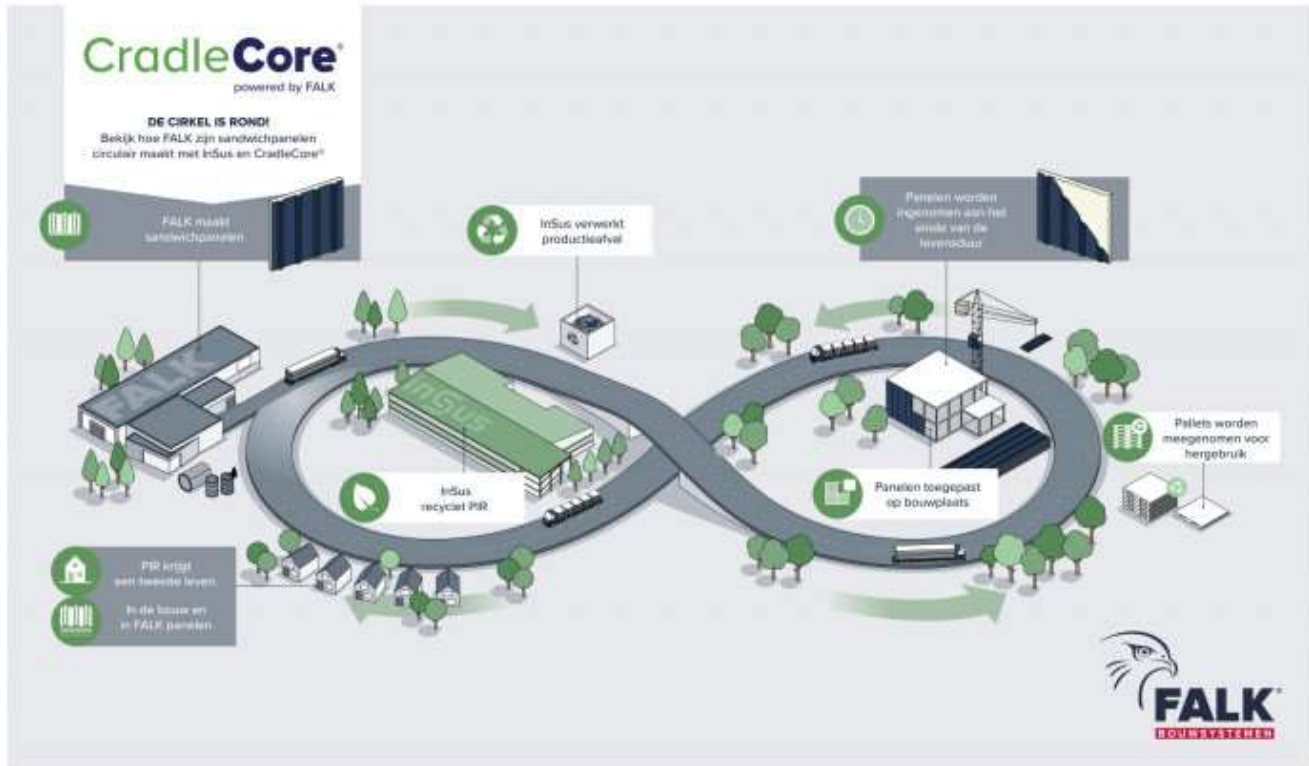 CradleCore®
powered by FALK
DE CIRKEL IS ROND!
Bekijk hoe FALK zijn sandwichpanelen
circulair maakt met InSus en CradleCore®
FALK maakt
sandwichpanelen
InSus verwerkt
productieafval
Panelen worden
ingenomen aan het
einde van de
levensduur
FALK
InSus
Pallets worden
meegenomen voor
hergebruik
InSus
recyclet PIR
Panelen toegepast
op bouwplaats
PIR krijgt
een tweede leven
In de bouw en
in FALK panelen
FALK®
BOUWSYSTEMEN